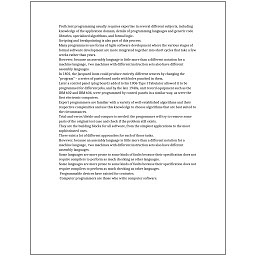 Proficient programming usually requires expertise in several different subjects, including
knowledge of the application domain, details of programming languages and generic code
libraries, specialized algorithms, and formal logic.
Scripting and breakpointing is also part of this process.
Many programmers use forms of Agile software development where the various stages of
formal software development are more integrated together into short cycles that take a few
weeks rather than years.
However, because an assembly language is little more than a different notation for a
machine language, two machines with different instruction sets also have different
assembly languages.
In 1801, the Jacquard loom could produce entirely different weaves by changing the
"program" - a series of pasteboard cards with holes punched in them.
Later a control panel (plug board) added to his 1906 Type I Tabulator allowed it to be
programmed for different jobs, and by the late 1940s, unit record equipment such as the
IBM 602 and IBM 604, were programmed by control panels in a similar way, as were the
first electronic computers.
Expert programmers are familiar with a variety of well-established algorithms and their
respective complexities and use this knowledge to choose algorithms that are best suited to
the circumstances.
Trial-and-error/divide-and-conquer is needed: the programmer will try to remove some
parts of the original test case and check if the problem still exists.
They are the building blocks for all software, from the simplest applications to the most
sophisticated ones.
There exist a lot of different approaches for each of those tasks.
However, because an assembly language is little more than a different notation for a
machine language, two machines with different instruction sets also have different
assembly languages.
Some languages are more prone to some kinds of faults because their specification does not
require compilers to perform as much checking as other languages.
Some languages are more prone to some kinds of faults because their specification does not
require compilers to perform as much checking as other languages.
Programmable devices have existed for centuries.
Computer programmers are those who write computer software.